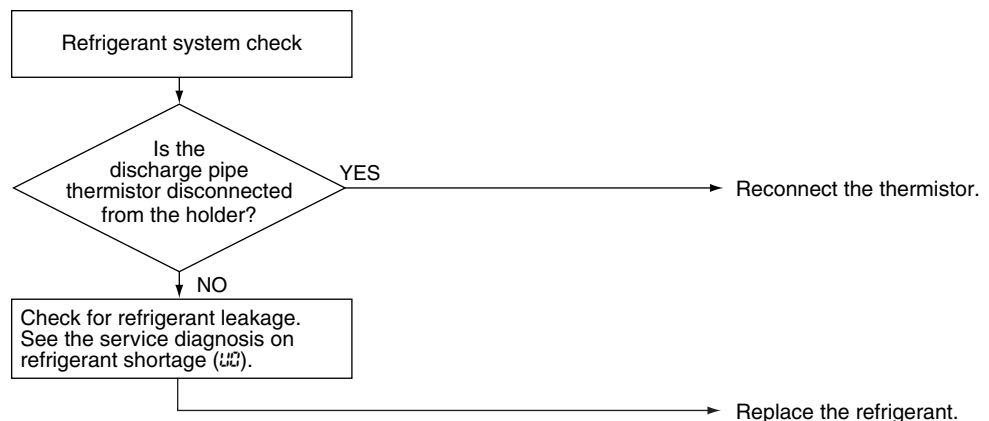 Refrigerant system check
Is the
discharge pipe
thermistor disconnected
from the holder?
YES
Reconnect the thermistor.
NO
Check for refrigerant leakage.
See the service diagnosis on
refrigerant shortage (U0).
Replace the refrigerant.